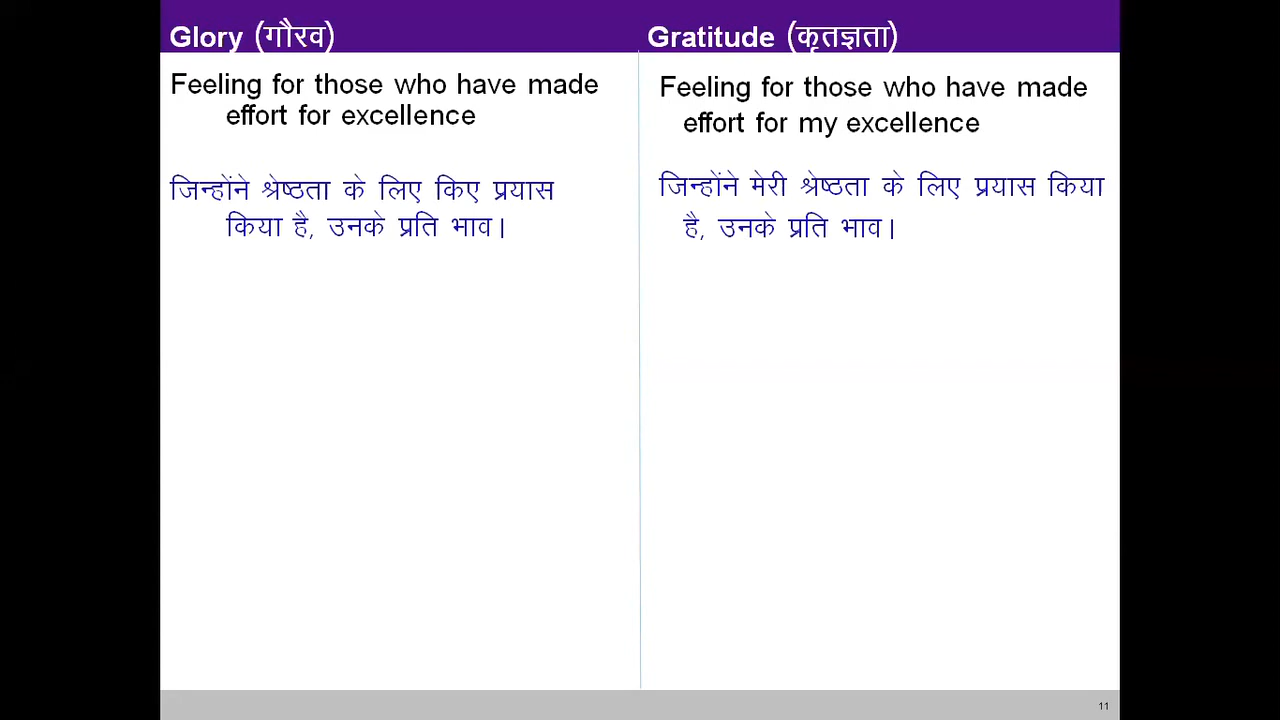 Glory (गौरव)
Feeling for those who have made
effort for excellence
जिन्होंने श्रेष्ठता के लिए किए प्रयास
किया है, उनके प्रति भाव।
Gratitude (कृतज्ञता)
Feeling for those who have made
effort for my excellence
जिन्होंने मेरी श्रेष्ठता के लिए प्रयास किया
है, उनके प्रति भाव।
11